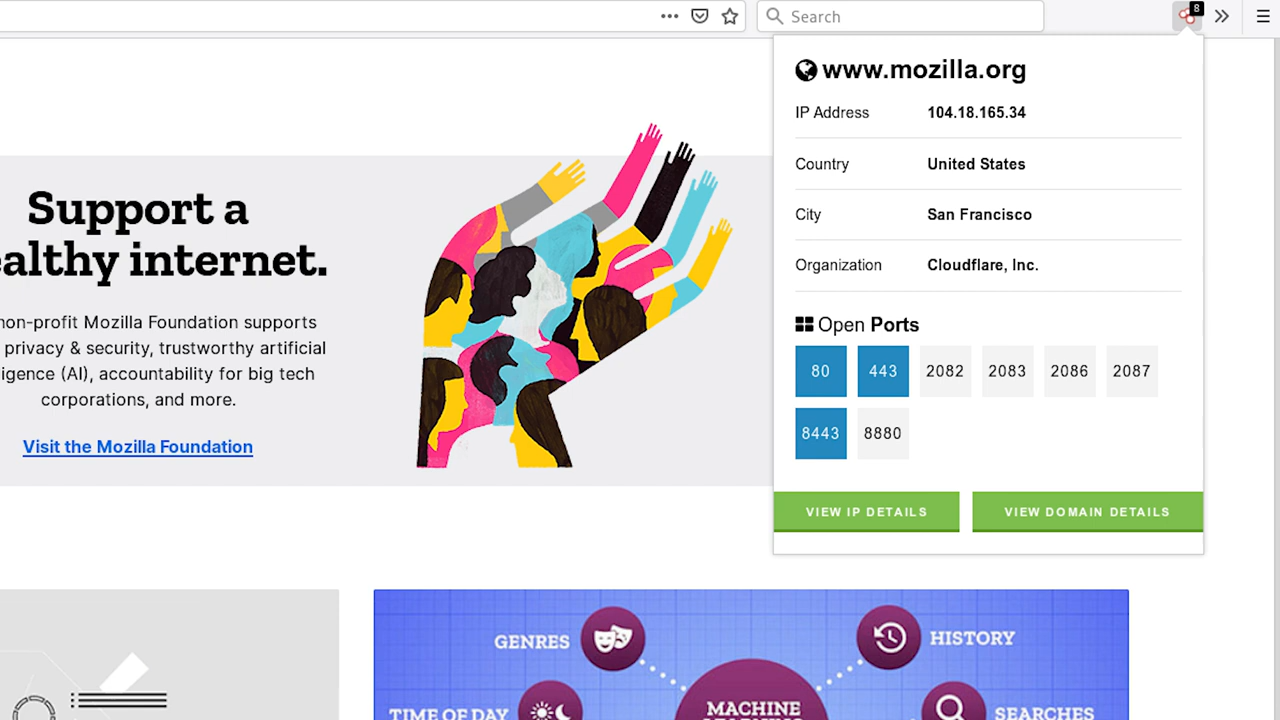 Search
8
www.mozilla.org
IP Address 104.18.165.34
Country United States
City San Francisco
Organization Cloudflare, Inc.
Open Ports
80 443 2082 2083 2086 2087
8443 8880
VIEW IP DETAILS VIEW DOMAIN DETAILS
Support a
althy internet.
non-profit Mozilla Foundation supports
privacy & security, trustworthy artificial
igence (AI), accountability for big tech
corporations, and more.
Visit the Mozilla Foundation
GENRES
HISTORY
MACHINE
TIME OF DAY
SEARCHES